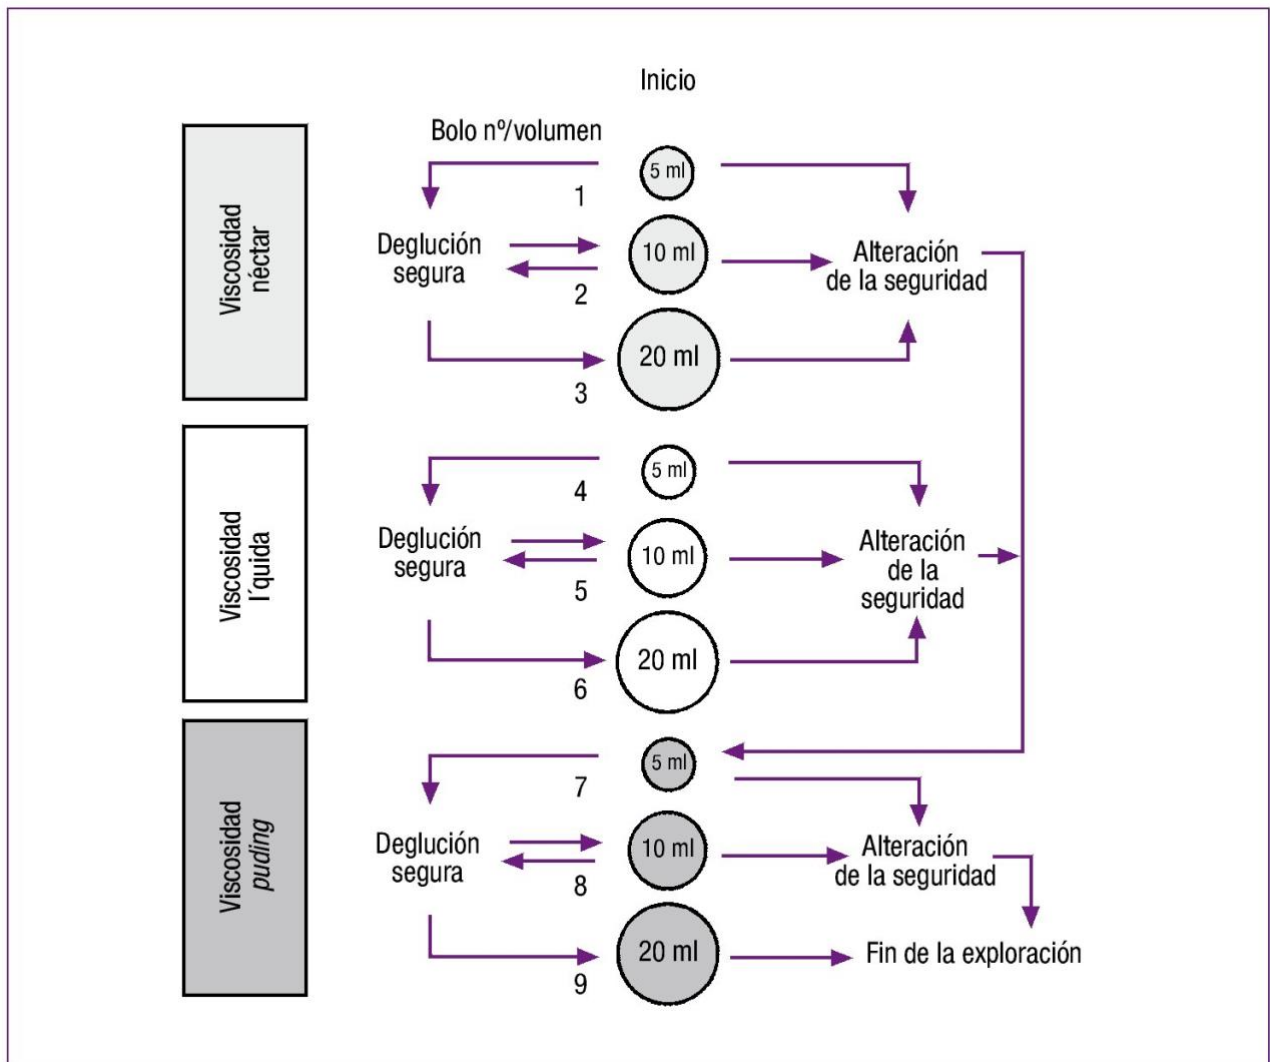 Inicio
Bolo nº/volumen
Viscosidad
néctar
5 ml
1
Deglución
segura
10 ml
2
Alteración
de la seguridad
20 ml
3
Viscosidad
l´quida
5 ml
4
Deglución
segura
10 ml
5
Alteración
de la
seguridad
20 ml
6
Viscosidad
puding
5 ml
7
Deglución
segura
10 ml
8
Alteración
de la seguridad
20 ml
9
Fin de la exploración